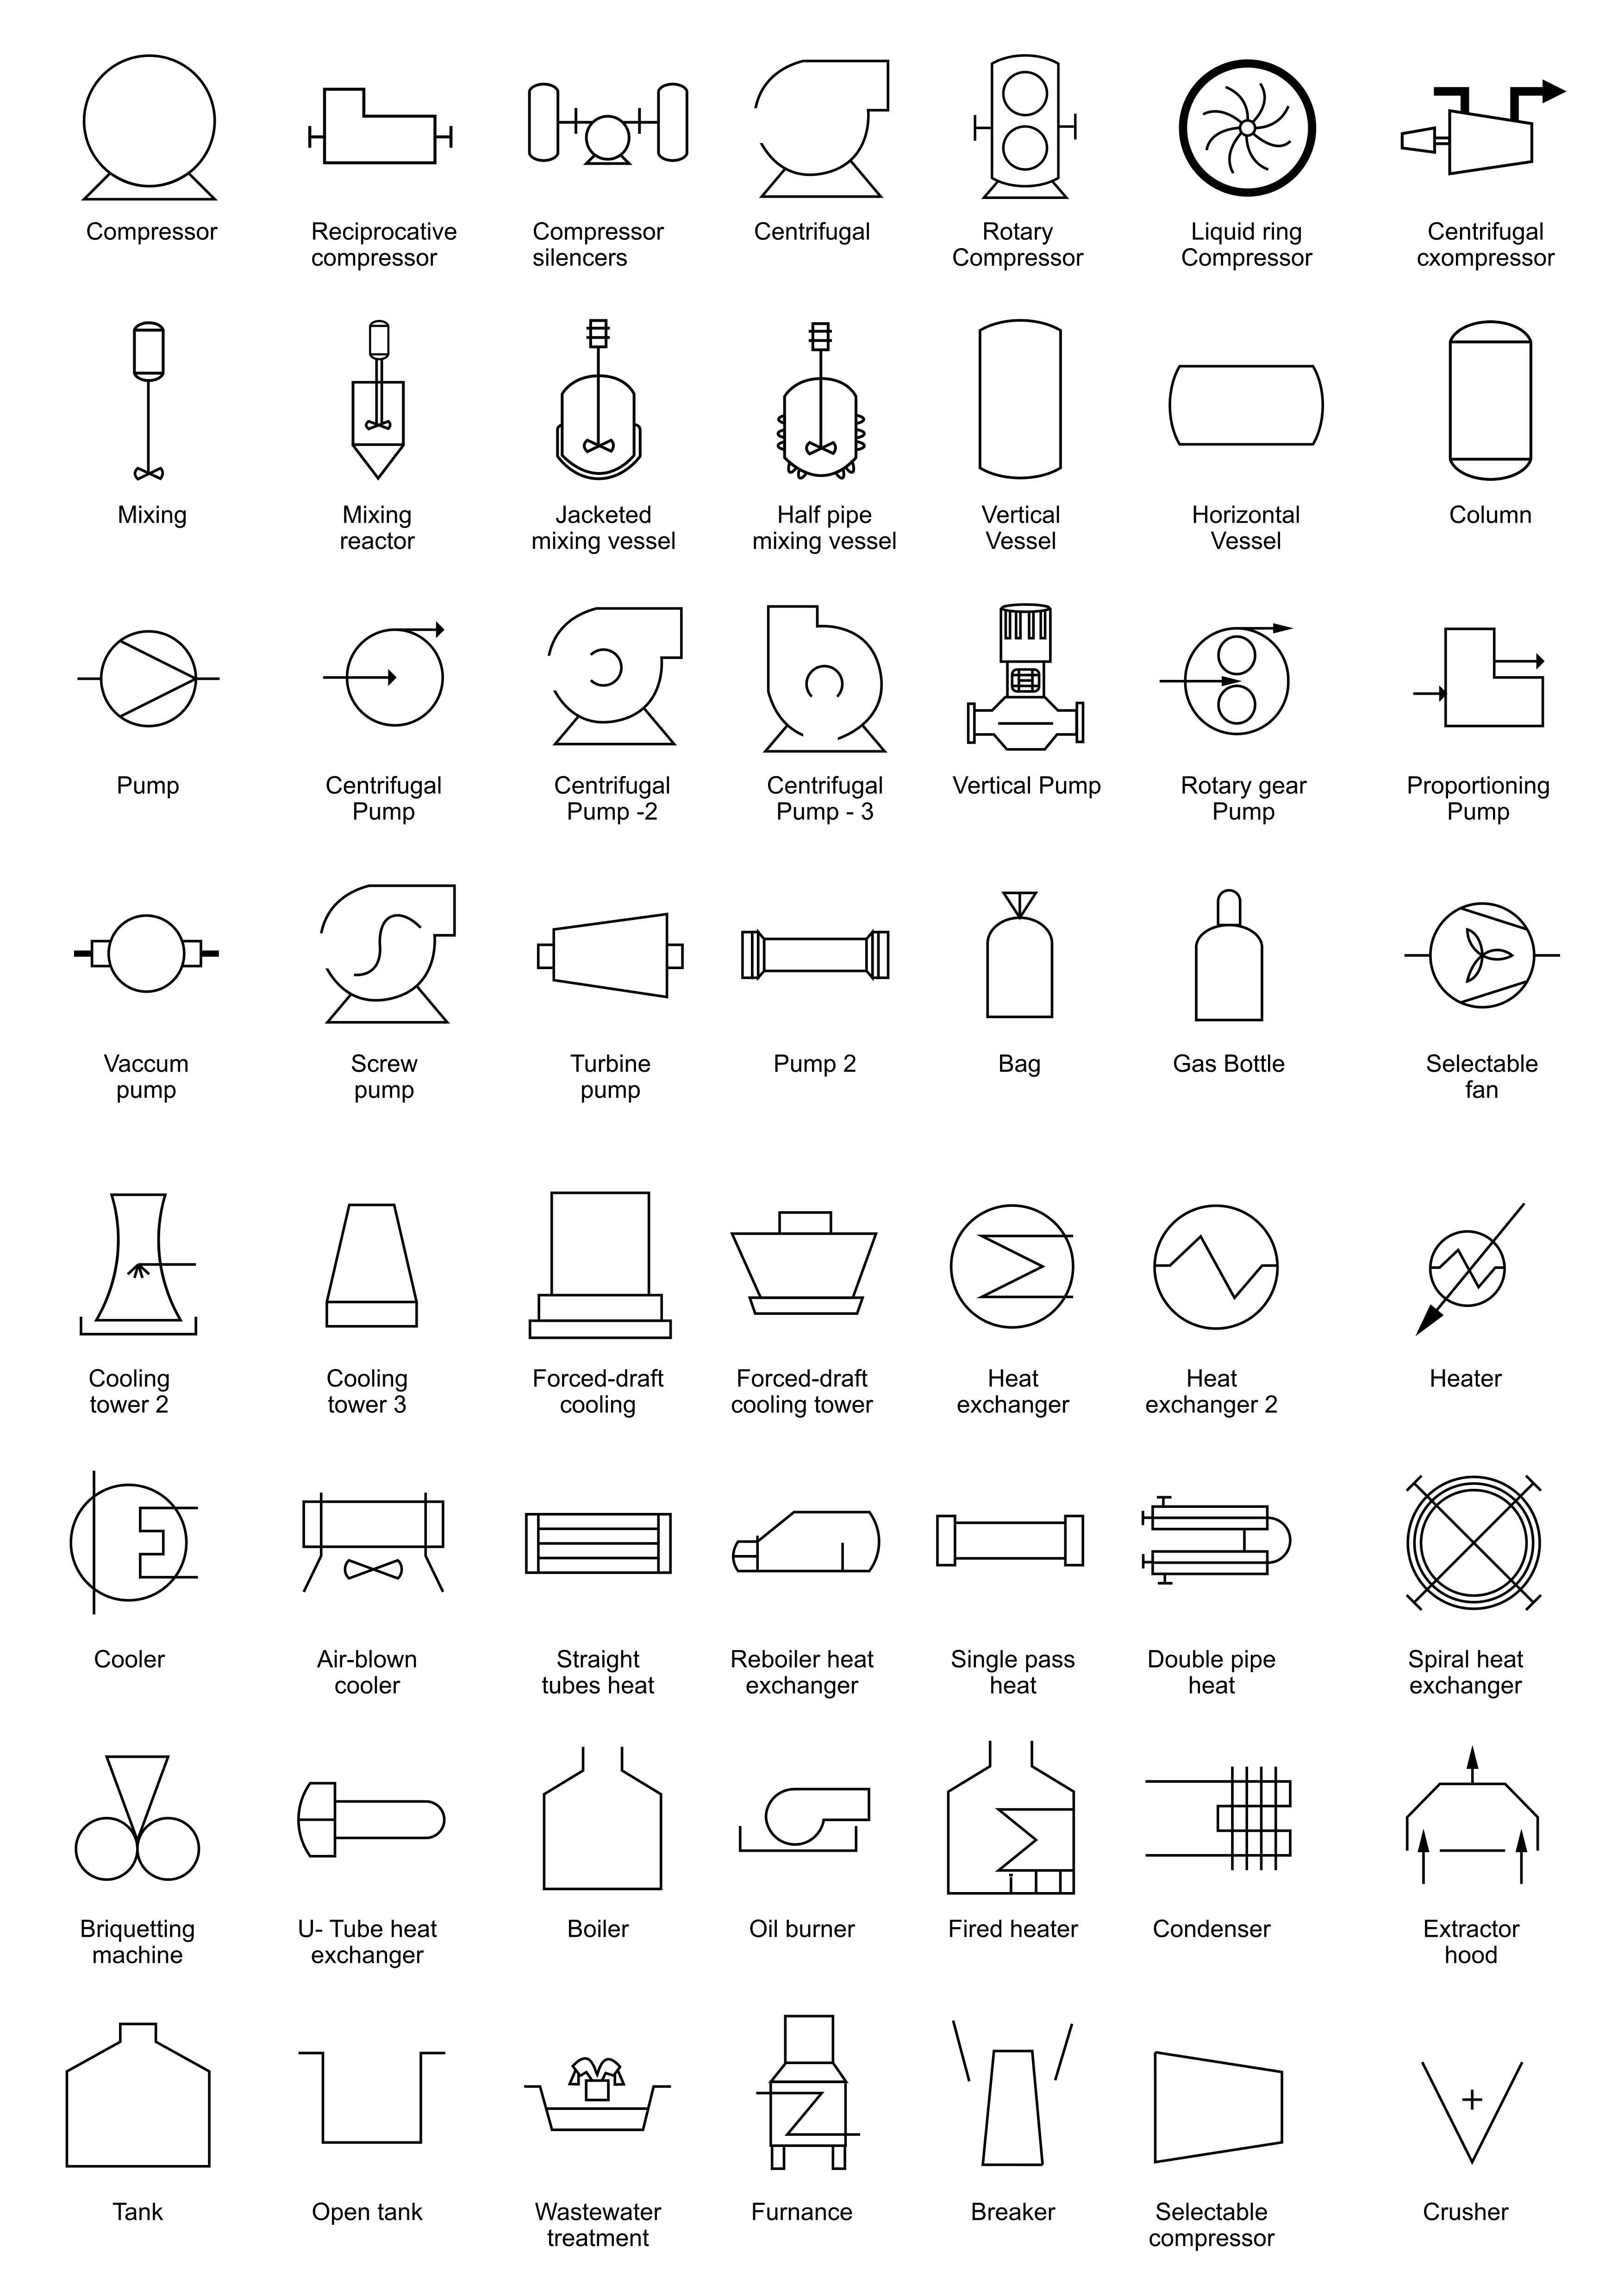 Compressor
Reciprocative
compressor
Compressor
silencers
Centrifugal
Rotary
Compressor
Liquid ring
Compressor
Centrifugal
cxompressor
Mixing
Mixing
reactor
Jacketed
mixing vessel
Half pipe
mixing vessel
Vertical
Vessel
Horizontal
Vessel
Column
Pump
Centrifugal
Pump
Centrifugal
Pump -2
Centrifugal
Pump - 3
Vertical Pump
Rotary gear
Pump
Proportioning
Pump
Vaccum
pump
Screw
pump
Turbine
pump
Pump 2
Bag
Gas Bottle
Selectable
fan
Cooling
tower 2
Cooling
tower 3
Forced-draft
cooling
Forced-draft
cooling tower
Heat
exchanger
Heat
exchanger 2
Heater
Cooler
Air-blown
cooler
Straight
tubes heat
Reboiler heat
exchanger
Single pass
heat
Double pipe
heat
Spiral heat
exchanger
Briquetting
machine
U- Tube heat
exchanger
Boiler
Oil burner
Fired heater
Condenser
Extractor
hood
Tank
Open tank
Wastewater
treatment
Furnance
Breaker
Selectable
compressor
Crusher